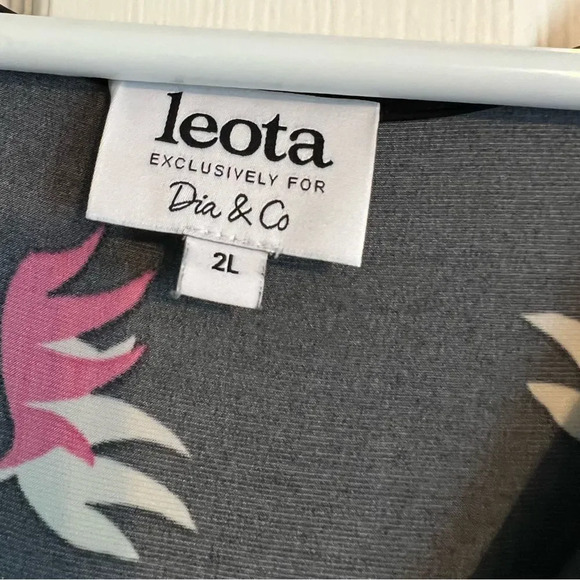 leota
EXCLUSIVELY FOR
Dia & Co
2L